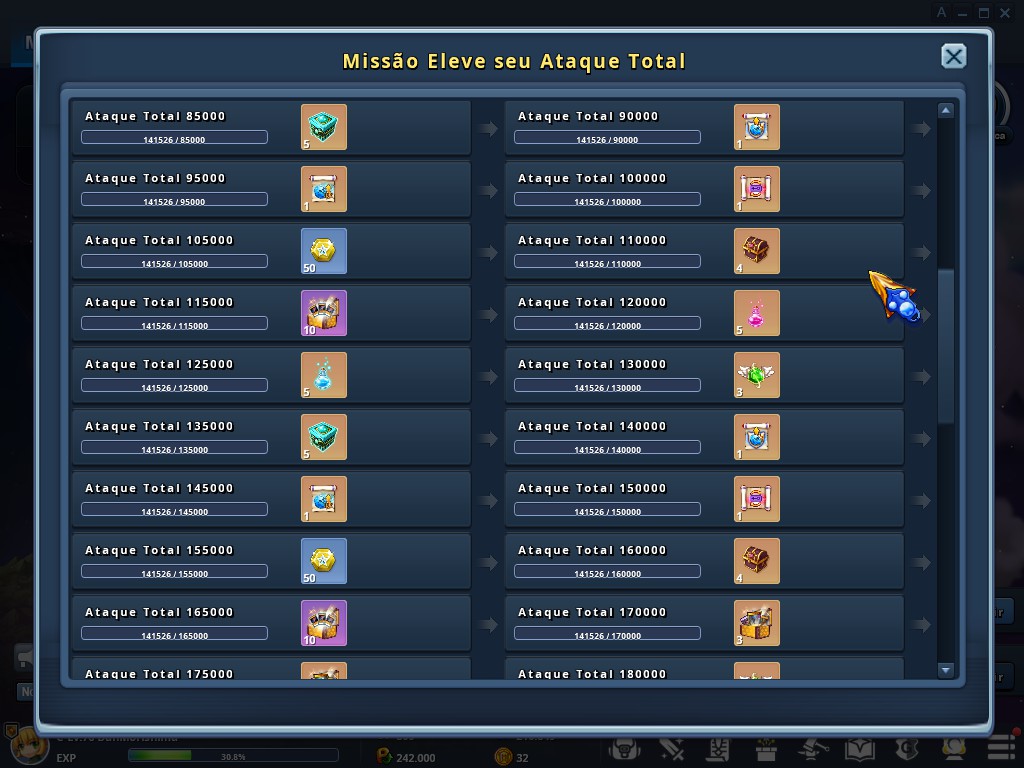 A
Missão Eleve seu Ataque Total
Ataque Total 85000
141526 / 85000
5
Ataque Total 90000
141526 / 90000
1
Ataque Total 95000
141526 / 95000
1
Ataque Total 100000
141526 / 100000
1
Ataque Total 105000
141526 / 105000
50
Ataque Total 110000
141526 / 110000
4
Ataque Total 115000
141526 / 115000
10
Ataque Total 120000
141526 / 120000
5
Ataque Total 125000
141526 / 125000
5
Ataque Total 130000
141526 / 130000
3
Ataque Total 135000
141526 / 135000
5
Ataque Total 140000
141526 / 140000
1
Ataque Total 145000
141526 / 145000
1
Ataque Total 150000
141526 / 150000
1
Ataque Total 155000
141526 / 155000
50
Ataque Total 160000
141526 / 160000
4
Ataque Total 165000
141526 / 165000
10
Ataque Total 170000
141526 / 170000
3
Ataque Total 175000
Ataque Total 180000
EXP
30.8%
242.000
32